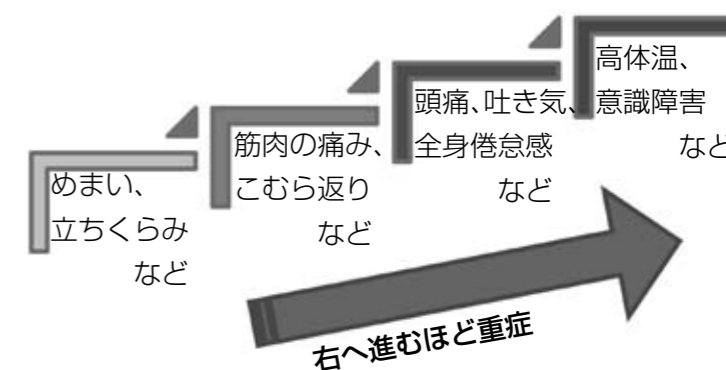 めまい、
立ちくらみ
など
筋肉の痛み、
こむら返り
など
頭痛、吐き気、
全身倦怠感
など
高体温、
意識障害
など
右へ進むほど重症